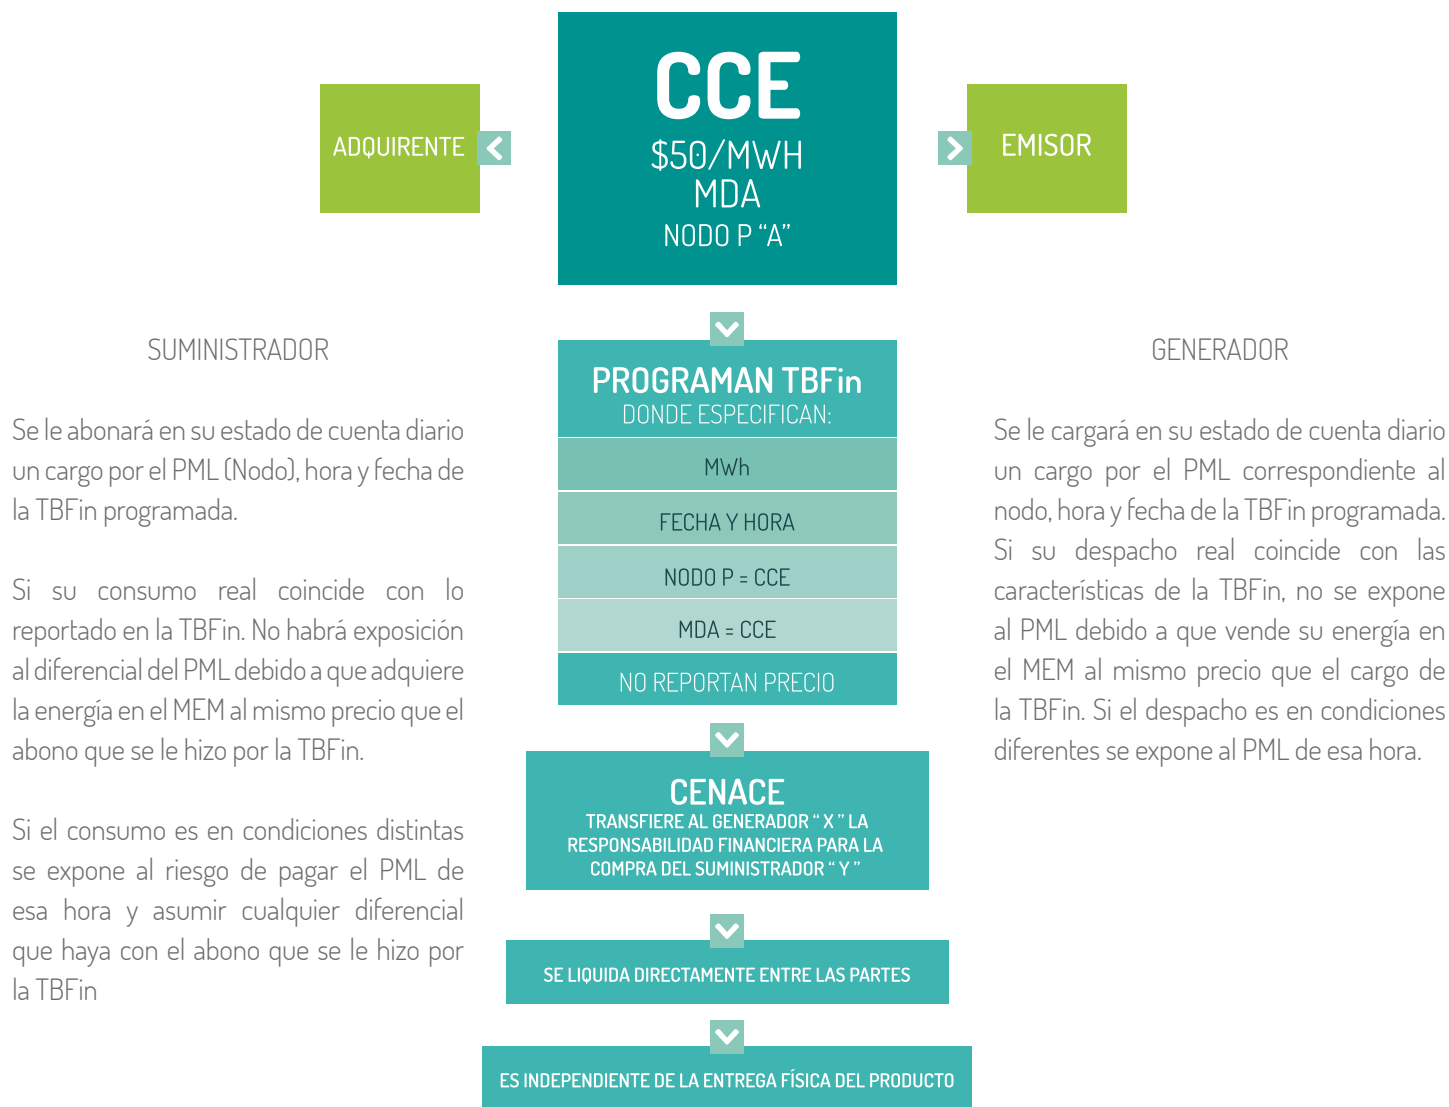 CCE
$50/MWH
MDA
NODO P “A”
ADQUIRENTE
EMISOR
SUMINISTRADOR
Se le abonará en su estado de cuenta diario
un cargo por el PML (Nodo), hora y fecha de
la TBFin programada.
Si su consumo real coincide con lo
reportado en la TBFin. No habrá exposición
al diferencial del PML debido a que adquiere
la energía en el MEM al mismo precio que el
abono que se le hizo por la TBFin.
Si el consumo es en condiciones distintas
se expone al riesgo de pagar el PML de
esa hora y asumir cualquier diferencial
que haya con el abono que se le hizo por
la TBFin
PROGRAMAN TBFin
DONDE ESPECIFICAN:
MWh
FECHA Y HORA
NODO P = CCE
MDA = CCE
NO REPORTAN PRECIO
CENACE
TRANSFIERE AL GENERADOR “ X ” LA
RESPONSABILIDAD FINANCIERA PARA LA
COMPRA DEL SUMINISTRADOR “ Y ”
SE LIQUIDA DIRECTAMENTE ENTRE LAS PARTES
ES INDEPENDIENTE DE LA ENTREGA FÍSICA DEL PRODUCTO
GENERADOR
Se le cargará en su estado de cuenta diario
un cargo por el PML correspondiente al
nodo, hora y fecha de la TBFin programada.
Si su despacho real coincide con las
características de la TBFin, no se expone
al PML debido a que vende su energía en
el MEM al mismo precio que el cargo de
la TBFin. Si el despacho es en condiciones
diferentes se expone al PML de esa hora.